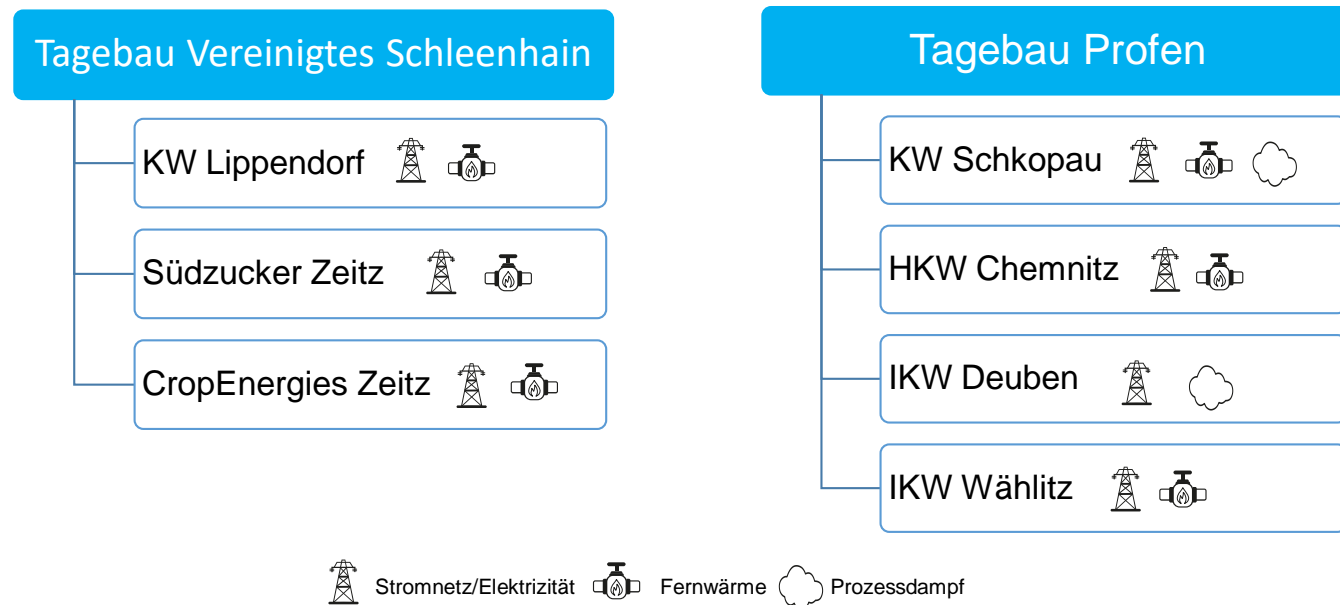 Tagebau Vereinigtes Schleenhain
KW Lippendorf
Südzucker Zeitz
CropEnergies Zeitz
Tagebau Profen
KW Schkopau
HKW Chemnitz
IKW Deuben
IKW Wählitz
Stromnetz/Elektrizität Fernwärme Prozessdampf